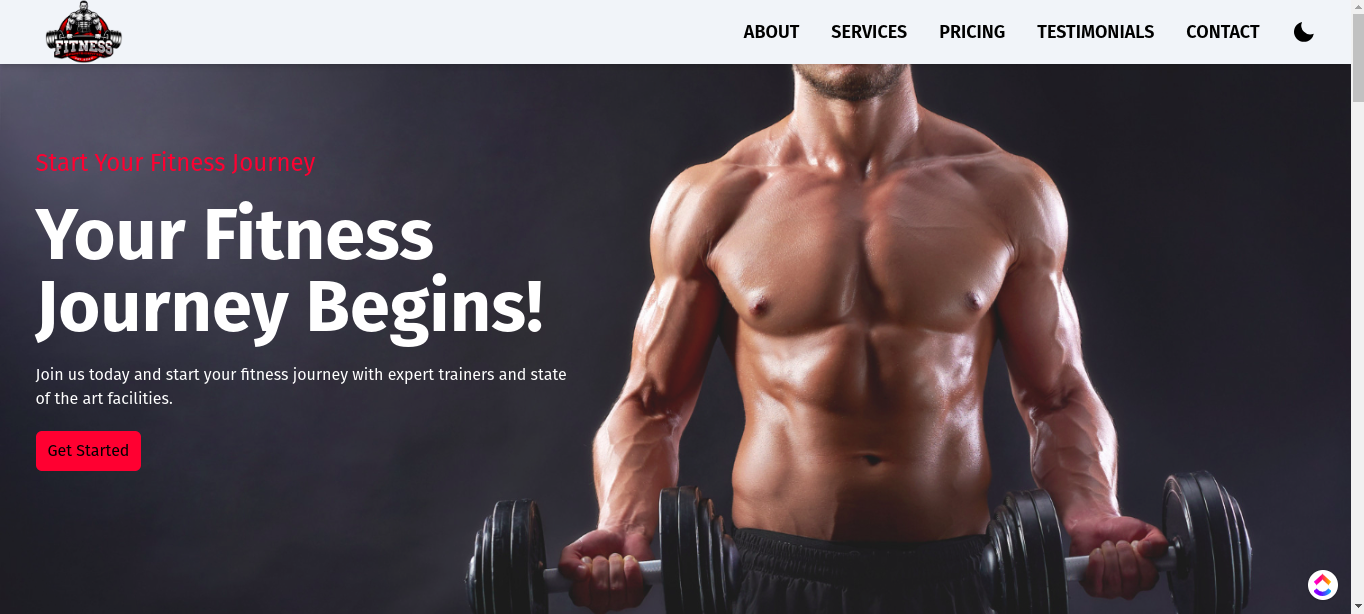 FITNESS
ABOUT
SERVICES
PRICING
TESTIMONIALS
CONTACT
Start Your Fitness Journey
Your Fitness
Journey Begins!
Join us today and start your fitness journey with expert trainers and state
of the art facilities.
Get Started